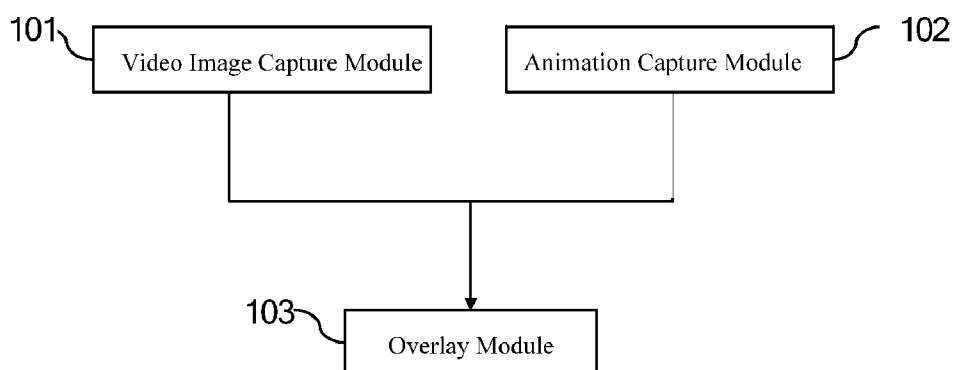 101
Video Image Capture Module
Animation Capture Module
102
103
Overlay Module